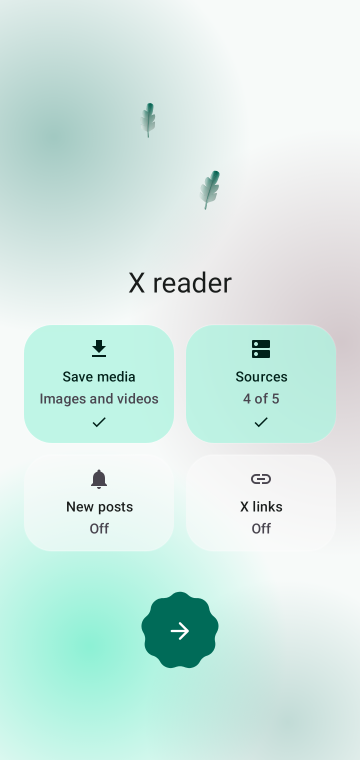 X reader
Save media
Images and videos
Sources
4 of 5
New posts
Off
X links
Off